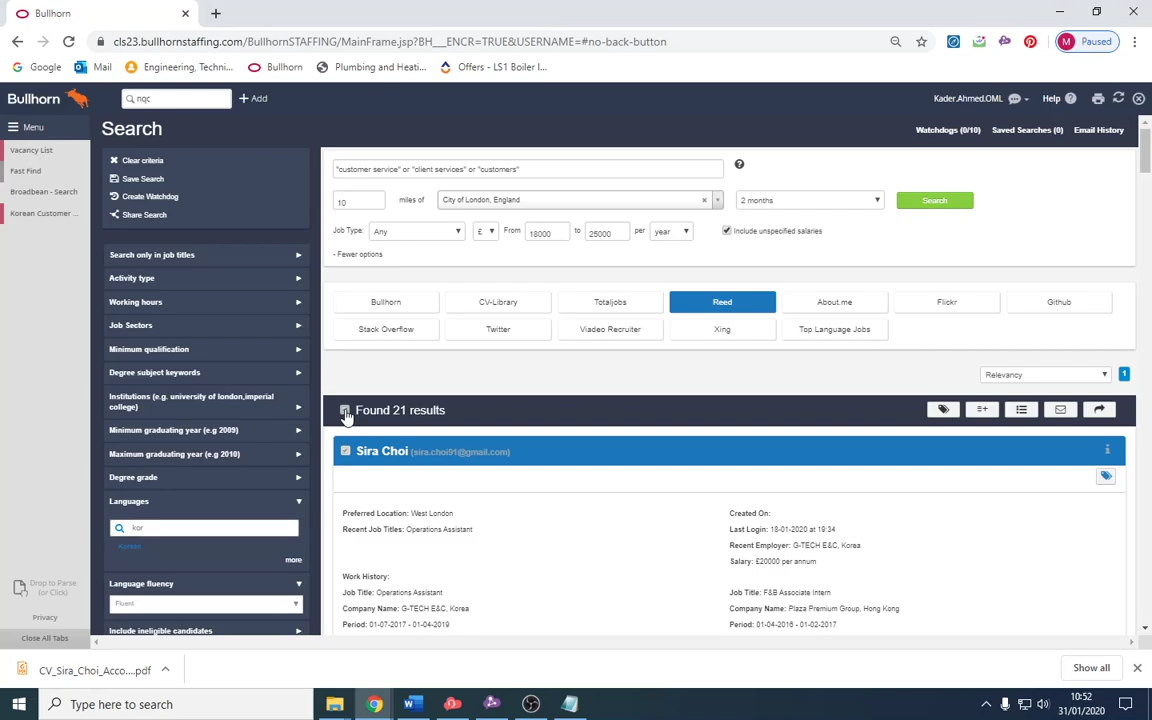 Bullhorn
cls23.bullhornstaffing.com/BullhornSTAFFING/MainFrame.jsp?BH___ENCR=TRUE&USERNAME=#no-back-button
M Paused
Google Mail Engineering, Techni... Bullhorn Plumbing and Heati... Offers - LS1 Boiler I...
Bullhorn nqc Add Kader.Ahmed.OML Help
Menu Search Watchdogs (0/10) Saved Searches (0) Email History
Vacancy List
Fast Find
Broadbean - Search
Korean Customer ...
Clear criteria
Save Search
Create Watchdog
Share Search
"customer service" or "client services" or "customers"
10 miles of City of London, England 2 months Search
Job Type: Any £ From 18000 to 25000 per year Include unspecified salaries
- Fewer options
Search only in job titles
Activity type
Working hours
Job Sectors
Minimum qualification
Degree subject keywords
Institutions (e.g. university of london,imperial
college)
Minimum graduating year (e.g 2009)
Maximum graduating year (e.g 2010)
Degree grade
Languages
kor
Korean
more
Language fluency
Fluent
Include ineligible candidates
Bullhorn CV-Library Totaljobs Reed About.me Flickr Github
Stack Overflow Twitter Viadeo Recruiter Xing Top Language Jobs
Relevancy 1
Found 21 results
Sira Choi (sira.choi91@gmail.com)
Preferred Location: West London Created On:
Recent Job Titles: Operations Assistant Last Login: 18-01-2020 at 19:34
Recent Employer: G-TECH E&C, Korea
Salary: £20000 per annum
Work History:
Job Title: Operations Assistant Job Title: F&B Associate Intern
Company Name: G-TECH E&C, Korea Company Name: Plaza Premium Group, Hong Kong
Period: 01-07-2017 - 01-04-2019 Period: 01-04-2016 - 01-02-2017
Drop to Parse
(or Click)
Privacy
Close All Tabs
CV_Sira_Choi_Acco....pdf Show all
Type here to search 10:52
31/01/2020